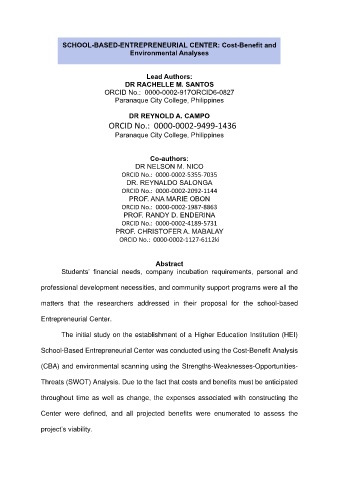 SCHOOL-BASED-ENTREPRENEURIAL CENTER: Cost-Benefit and
Environmental Analyses
Lead Authors:
DR RACHELLE M. SANTOS
ORCID No.: 0000-0002-917ORCID6-0827
Paranaque City College, Philippines
DR REYNOLD A. CAMPO
ORCID No.: 0000-0002-9499-1436
Paranaque City College, Philippines
Co-authors:
DR NELSON M. NICO
ORCID No.: 0000-0002-5355-7035
DR. REYNALDO SALONGA
ORCID No.: 0000-0002-2092-1144
PROF. ANA MARIE OBON
ORCID No.: 0000-0002-1987-8863
PROF. RANDY D. ENDERINA
ORCID No.: 0000-0002-4189-5731
PROF. CHRISTOFER A. MABALAY
ORCID No.: 0000-0002-1127-6112kl
Abstract
Students' financial needs, company incubation requirements, personal and
professional development necessities, and community support programs were all the
matters that the researchers addressed in their proposal for the school-based
Entrepreneurial Center.
The initial study on the establishment of a Higher Education Institution (HEI)
School-Based Entrepreneurial Center was conducted using the Cost-Benefit Analysis
(CBA) and environmental scanning using the Strengths-Weaknesses-Opportunities-
Threats (SWOT) Analysis. Due to the fact that costs and benefits must be anticipated
throughout time as well as change, the expenses associated with constructing the
Center were defined, and all projected benefits were enumerated to assess the
project's viability.